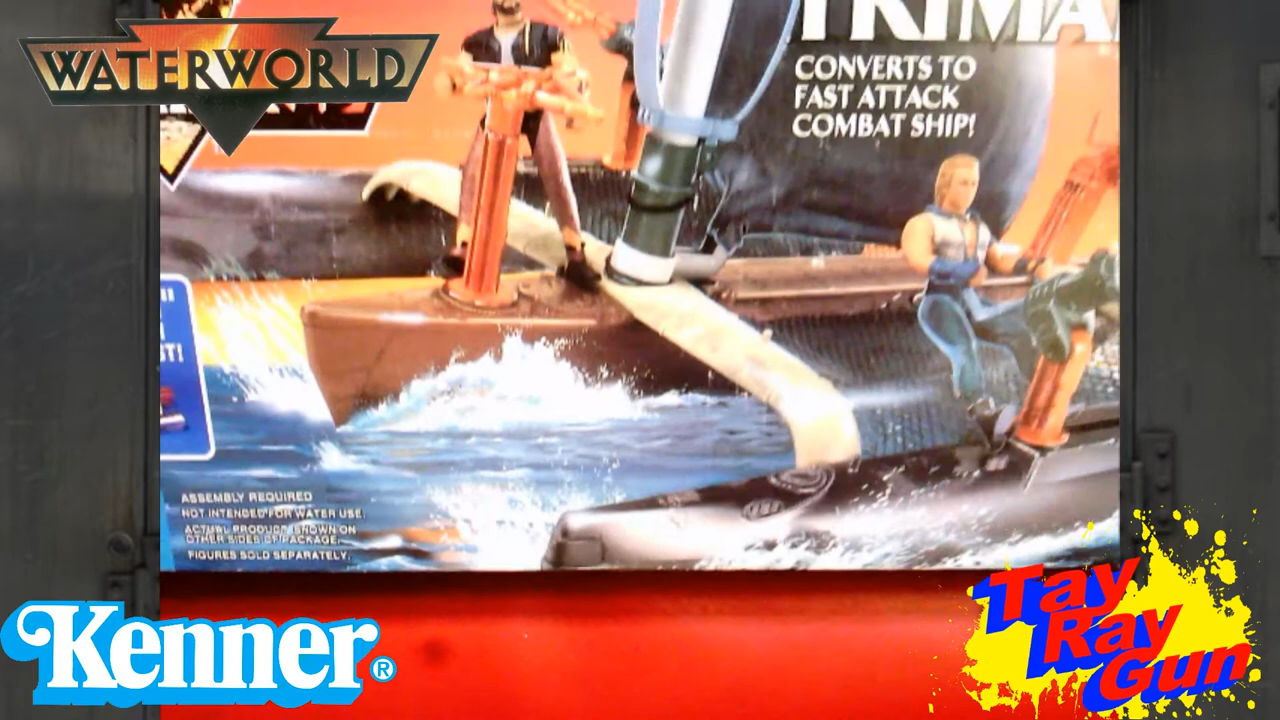 WATERWORLD
TRIMA
CONVERTS TO
FAST ATTACK
COMBAT SHIP!
ASSEMBLY REQUIRED
NOT INTENDED FOR WATER USE.
ACTUAL PRODUCT SHOWN ON
OTHER SIDES OF PACKAGE.
FIGURES SOLD SEPARATELY.
Kenner®
Tay
Ray
Gun